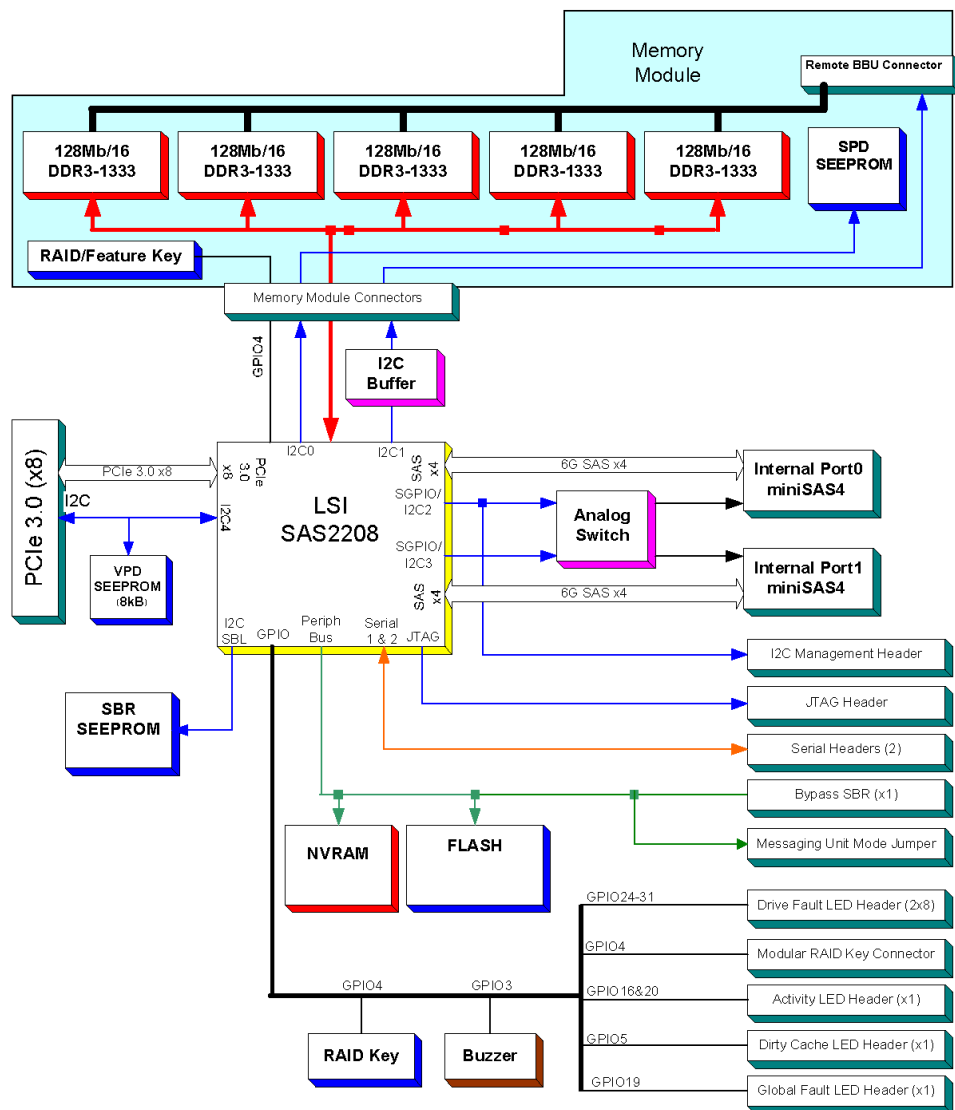 Memory
Module
Remote BBU Connector
128Mb/16
DDR3-1333
128Mb/16
DDR3-1333
128Mb/16
DDR3-1333
128Mb/16
DDR3-1333
128Mb/16
DDR3-1333
SPD
SEEPROM
RAID/Feature Key
Memory Module Connectors
GPIO4
I2C
Buffer
PCIe 3.0 (x8)
PCIe 3.0 x8
PCIe
3.0
x8
I2C0
I2C1
SAS
x4
6G SAS x4
Internal Port0
miniSAS4
LSI
SAS2208
I2C
I2C4
SGPIO/
I2C2
SGPIO/
I2C3
Analog
Switch
VPD
SEEPROM
(8kB)
SAS
x4
6G SAS x4
Internal Port1
miniSAS4
I2C
SBL
GPIO
Periph
Bus
Serial
1 & 2
JTAG
I2C Management Header
SBR
SEEPROM
JTAG Header
Serial Headers (2)
Bypass SBR (x1)
Messaging Unit Mode Jumper
NVRAM
FLASH
GPIO24-31
Drive Fault LED Header (2x8)
GPIO4
Modular RAID Key Connector
GPIO4
GPIO3
GPIO16&20
Activity LED Header (x1)
RAID Key
Buzzer
GPIO5
Dirty Cache LED Header (x1)
GPIO19
Global Fault LED Header (x1)